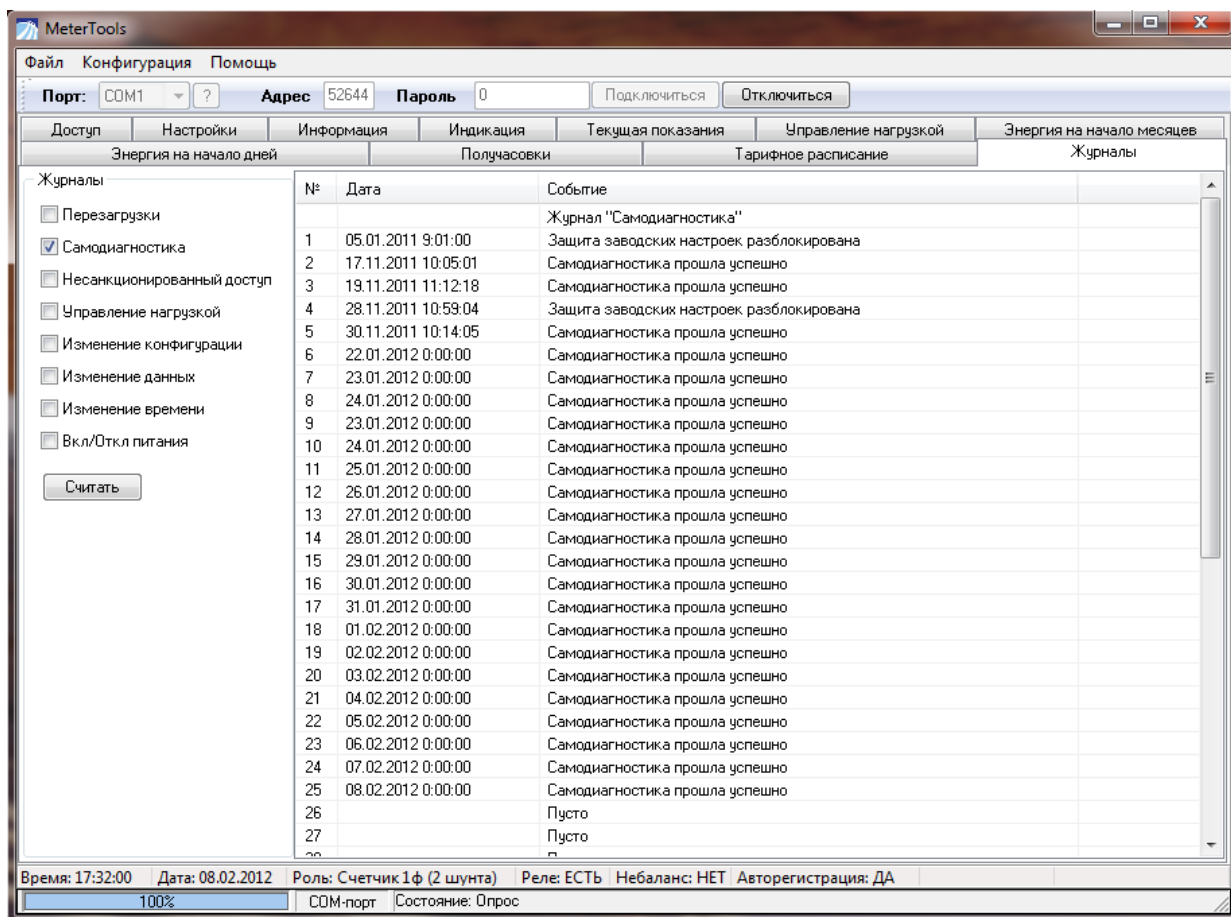 MeterTools
Файл Конфигурация Помощь
Порт: COM1 ? Адрес 52644 Пароль 0 Подключиться Отключиться
Доступ Настройки Информация Индикация Текущая показания Управление нагрузкой Энергия на начало месяцев
Энергия на начало дней Получасовки Тарифное расписание Журналы
Журналы
Перезагрузки
Самодиагностика
Несанкционированный доступ
Управление нагрузкой
Изменение конфигурации
Изменение данных
Изменение времени
Вкл/Откл питания
Считать
№ Дата Событие
Журнал "Самодиагностика"
1 05.01.2011 9:01:00 Защита заводских настроек разблокирована
2 17.11.2011 10:05:01 Самодиагностика прошла успешно
3 19.11.2011 11:12:18 Самодиагностика прошла успешно
4 28.11.2011 10:59:04 Защита заводских настроек разблокирована
5 30.11.2011 10:14:05 Самодиагностика прошла успешно
6 22.01.2012 0:00:00 Самодиагностика прошла успешно
7 23.01.2012 0:00:00 Самодиагностика прошла успешно
8 24.01.2012 0:00:00 Самодиагностика прошла успешно
9 23.01.2012 0:00:00 Самодиагностика прошла успешно
10 24.01.2012 0:00:00 Самодиагностика прошла успешно
11 25.01.2012 0:00:00 Самодиагностика прошла успешно
12 26.01.2012 0:00:00 Самодиагностика прошла успешно
13 27.01.2012 0:00:00 Самодиагностика прошла успешно
14 28.01.2012 0:00:00 Самодиагностика прошла успешно
15 29.01.2012 0:00:00 Самодиагностика прошла успешно
16 30.01.2012 0:00:00 Самодиагностика прошла успешно
17 31.01.2012 0:00:00 Самодиагностика прошла успешно
18 01.02.2012 0:00:00 Самодиагностика прошла успешно
19 02.02.2012 0:00:00 Самодиагностика прошла успешно
20 03.02.2012 0:00:00 Самодиагностика прошла успешно
21 04.02.2012 0:00:00 Самодиагностика прошла успешно
22 05.02.2012 0:00:00 Самодиагностика прошла успешно
23 06.02.2012 0:00:00 Самодиагностика прошла успешно
24 07.02.2012 0:00:00 Самодиагностика прошла успешно
25 08.02.2012 0:00:00 Самодиагностика прошла успешно
26 Пусто
27 Пусто
Время: 17:32:00 Дата: 08.02.2012 Роль: Счетчик 1ф (2 шунта) Реле: ЕСТЬ Небаланс: НЕТ Авторегистрация: ДА
100% COM-порт Состояние: Опрос